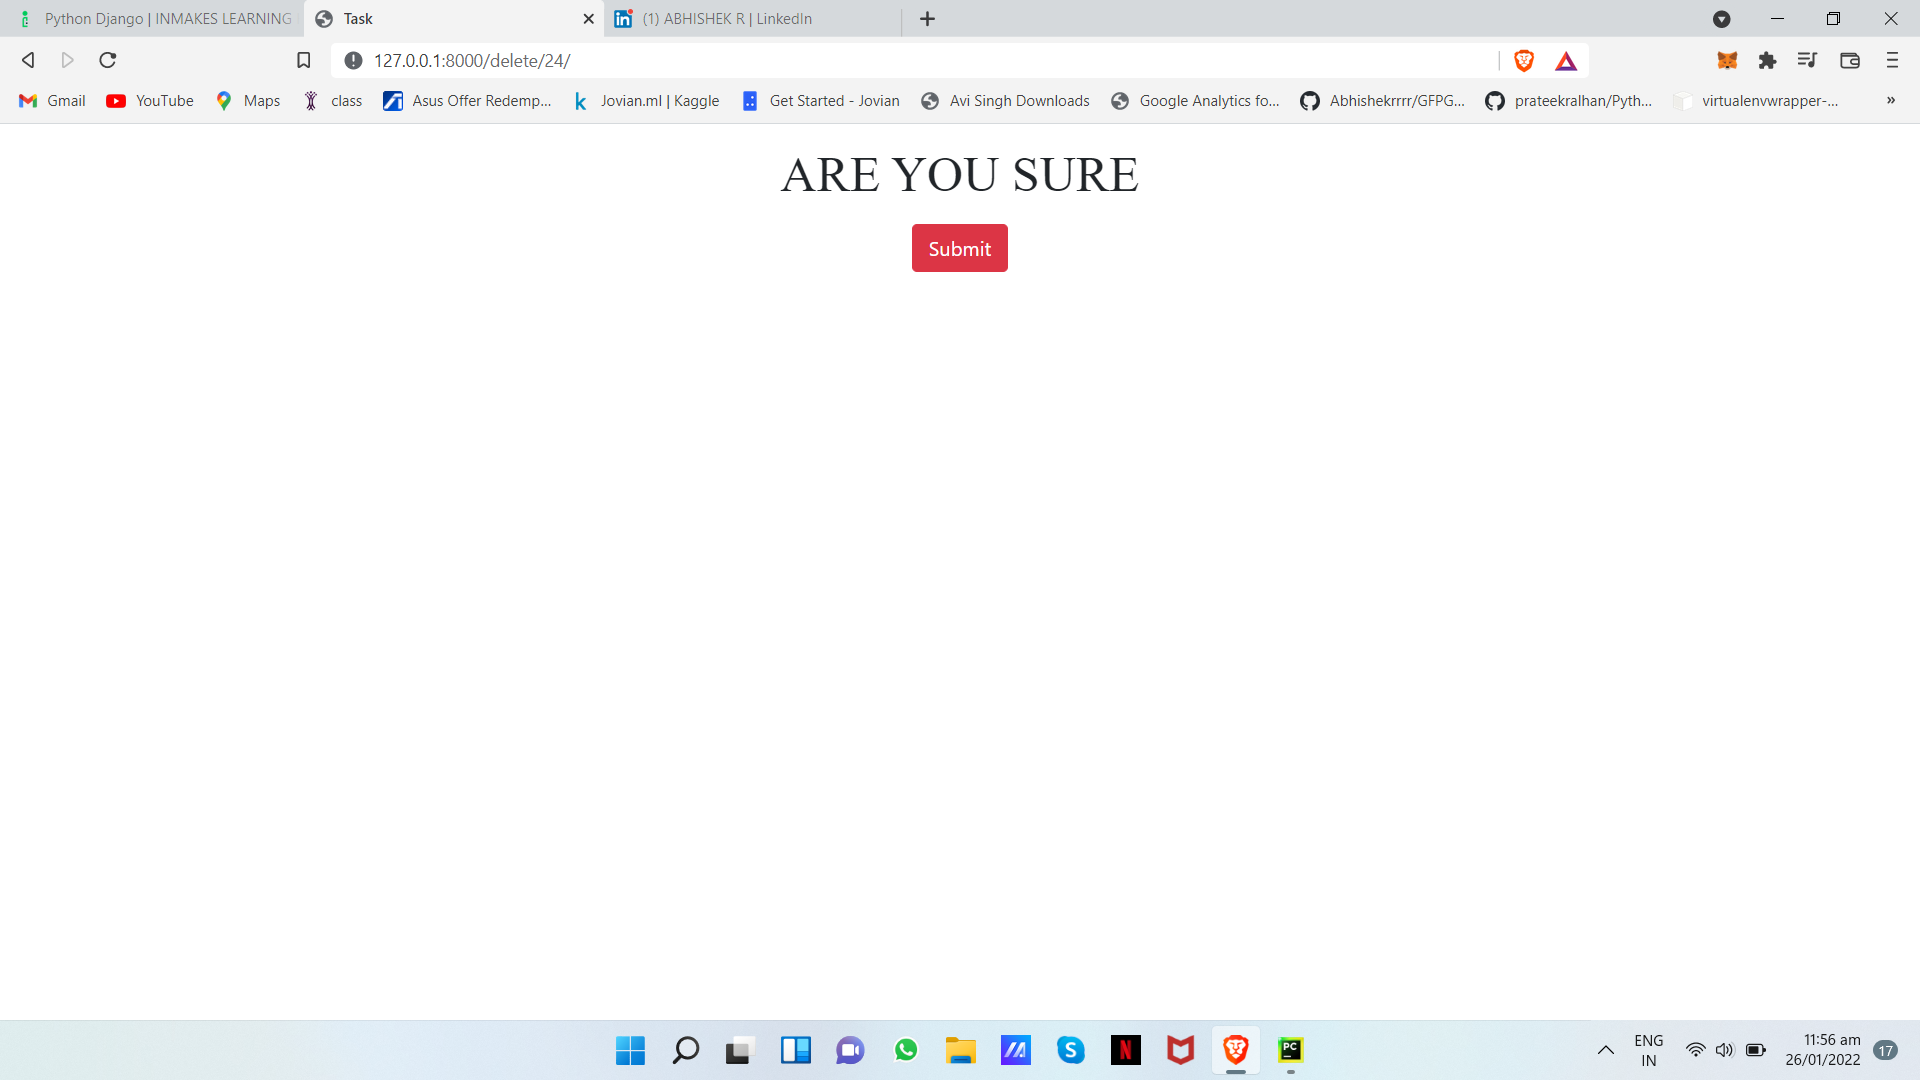 Python Django | INMAKES LEARNING
Task
(1) ABHISHEK R | LinkedIn
127.0.0.1:8000/delete/24/
Gmail
YouTube
Maps
class
Asus Offer Redemp...
Jovian.ml | Kaggle
Get Started - Jovian
Avi Singh Downloads
Google Analytics fo...
Abhishekrrrr/GFPG...
prateekralhan/Pyth...
virtualenvwrapper-...
»
ARE YOU SURE
Submit
ENG
IN
11:56 am
26/01/2022
17